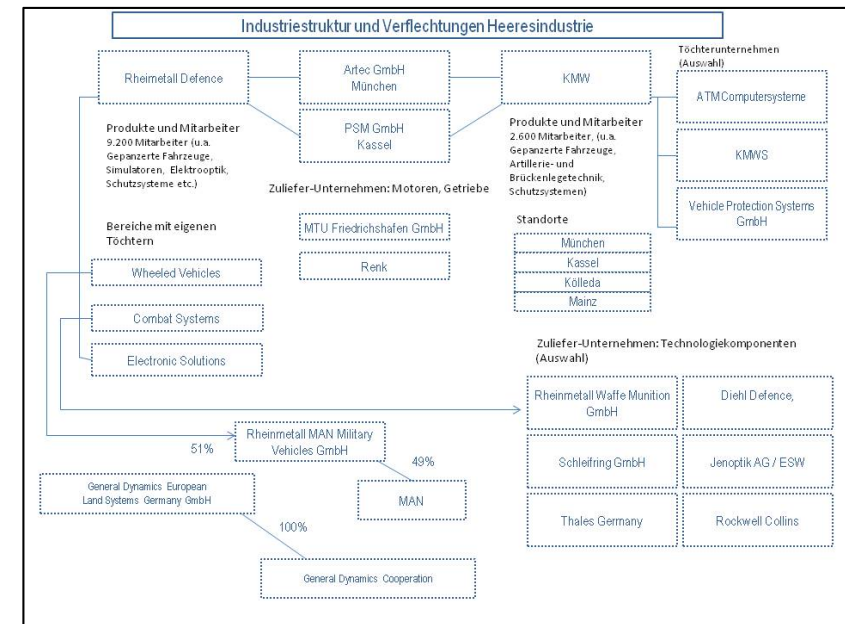 Industriestruktur und Verflechtungen Heeresindustrie
Rheimetall Defence
Artec GmbH
München
KMW
Töchterunternehmen
(Auswahl)
ATM Computersysteme
PSM GmbH
Kassel
Produkte und Mitarbeiter
9.200 Mitarbeiter (u.a.
Gepanzerte Fahrzeuge,
Simulatoren, Elektrooptik,
Schutzsysteme etc.)
Produkte und Mitarbeiter
2.600 Mitarbeiter, (u.a.
Gepanzerte Fahrzeuge,
Artillerie- und
Brückenlegetechnik,
Schutzsystemen)
KMWS
Vehicle Protection Systems
GmbH
Zuliefer-Unternehmen: Motoren, Getriebe
MTU Friedrichshafen GmbH
Renk
Standorte
München
Kassel
Kölleda
Mainz
Bereiche mit eigenen
Töchtern
Wheeled Vehicles
Combat Systems
Electronic Solutions
Zuliefer-Unternehmen: Technologiekomponenten
(Auswahl)
Rheinmetall Waffe Munition
GmbH
Diehl Defence,
Schleifring GmbH
Jenoptik AG / ESW
Thales Germany
Rockwell Collins
51%
Rheinmetall MAN Military
Vehicles GmbH
49%
MAN
General Dynamics European
Land Systems Germany GmbH
100%
General Dynamics Cooperation